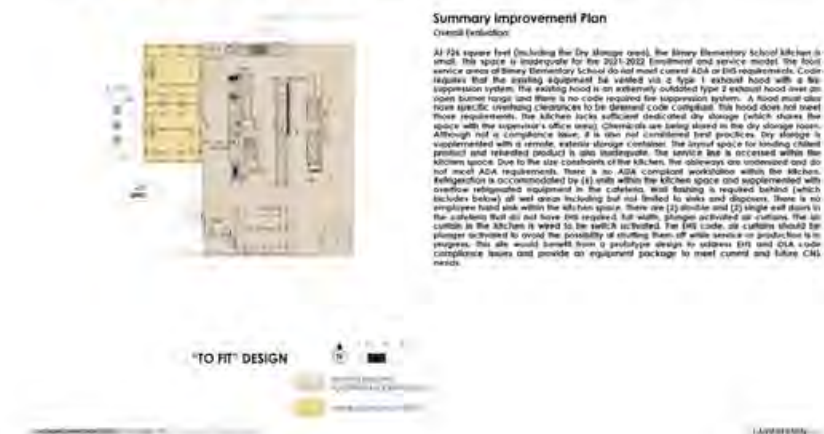 Summary Improvement Plan
Overall Evaluation:
At 726 square feet (including the Dry storage area), the Birney Elementary School kitchen is
small. This space is inadequate for the 2021-2022 Enrollment and service model. The food
service areas of Birney Elementary School do not meet current ADA or EHS requirements. Code
requires that the existing equipment be vented via a type 1 exhaust hood with a fire
suppression system. The existing hood is an extremely outdated type 2 exhaust hood over an
open burner range and there is no code required fire suppression system. A hood must also
have specific overhang clearances to be deemed code compliant. This hood does not meet
those requirements. The kitchen lacks sufficient dedicated dry storage (which shares the
space with the supervisor's office area). Chemicals are being stored in the dry storage room.
Although not a compliance issue, it is also not considered best practices. Dry storage is
supplemented with a remote, exterior storage container. The layout space for landing chilled
product and reheated product is also inadequate. The service line is accessed within the
kitchen space. Due to the size constraints of the kitchen, the aisleways are undersized and do
not meet ADA requirements. There is no ADA compliant workstation within the kitchen.
Refrigeration is accommodated by (6) units within the kitchen space and supplemented with
overflow refrigerated equipment in the cafeteria. Wall flashing is required behind (which
includes below) all wet areas including but not limited to sinks and disposers. There is no
employee hand sink within the kitchen space. There are (2) double and (2) single exit doors in
the cafeteria that do not have EHS required, full width, plunger activated air curtains. The air
curtain in the kitchen is wired to be switch activated. Per EHS code, air curtains should be
plunger activated to avoid the possibility of shutting them off while service or production is in
progress. This site would benefit from a prototype design to address EHS and DSA code
compliance issues and provide an equipment package to meet current and future CNS
needs.
"TO FIT" DESIGN